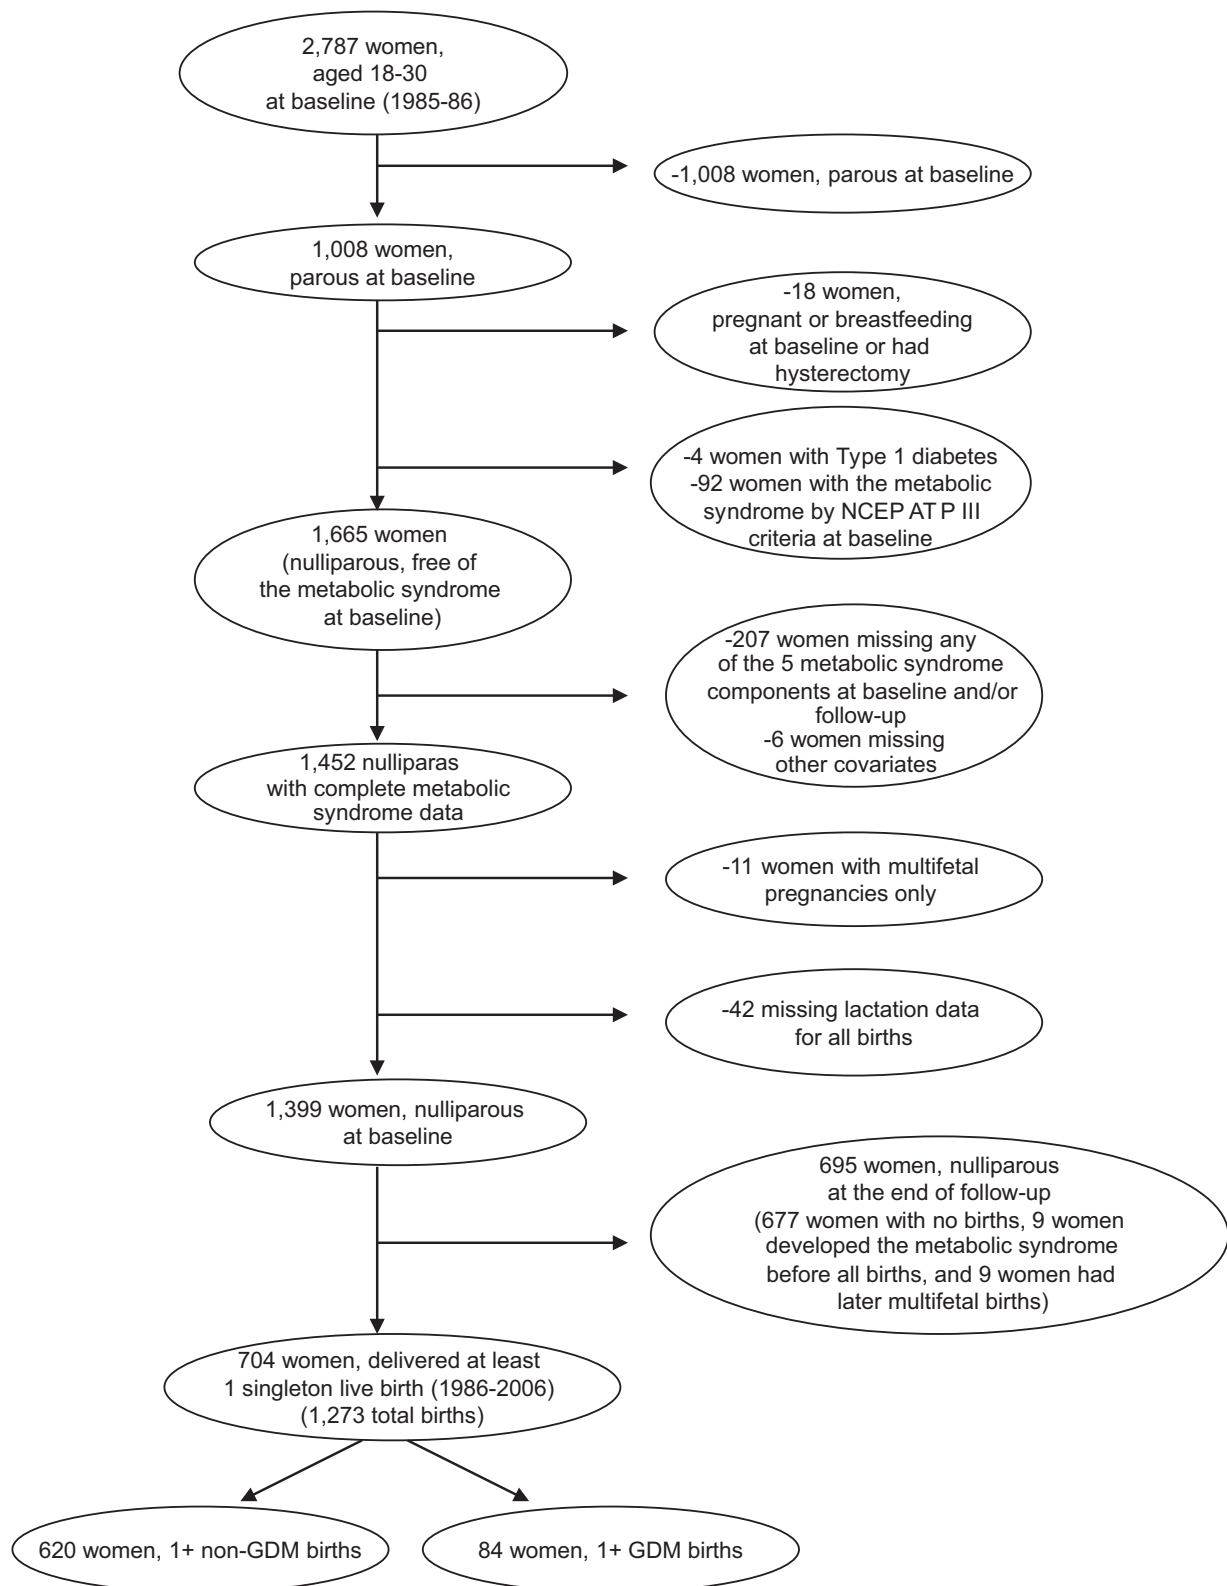 2,787 women,
aged 18-30
at baseline (1985-86)
-1,008 women, parous at baseline
1,008 women,
parous at baseline
-18 women,
pregnant or breastfeeding
at baseline or had
hysterectomy
-4 women with Type 1 diabetes
-92 women with the metabolic
syndrome by NCEP ATP III
criteria at baseline
1,665 women
(nulliparous, free of
the metabolic syndrome
at baseline)
-207 women missing any
of the 5 metabolic syndrome
components at baseline and/or
follow-up
-6 women missing
other covariates
1,452 nulliparas
with complete metabolic
syndrome data
-11 women with multifetal
pregnancies only
-42 missing lactation data
for all births
1,399 women, nulliparous
at baseline
695 women, nulliparous
at the end of follow-up
(677 women with no births, 9 women
developed the metabolic syndrome
before all births, and 9 women had
later multifetal births)
704 women, delivered at least
1 singleton live birth (1986-2006)
(1,273 total births)
620 women, 1+ non-GDM births
84 women, 1+ GDM births